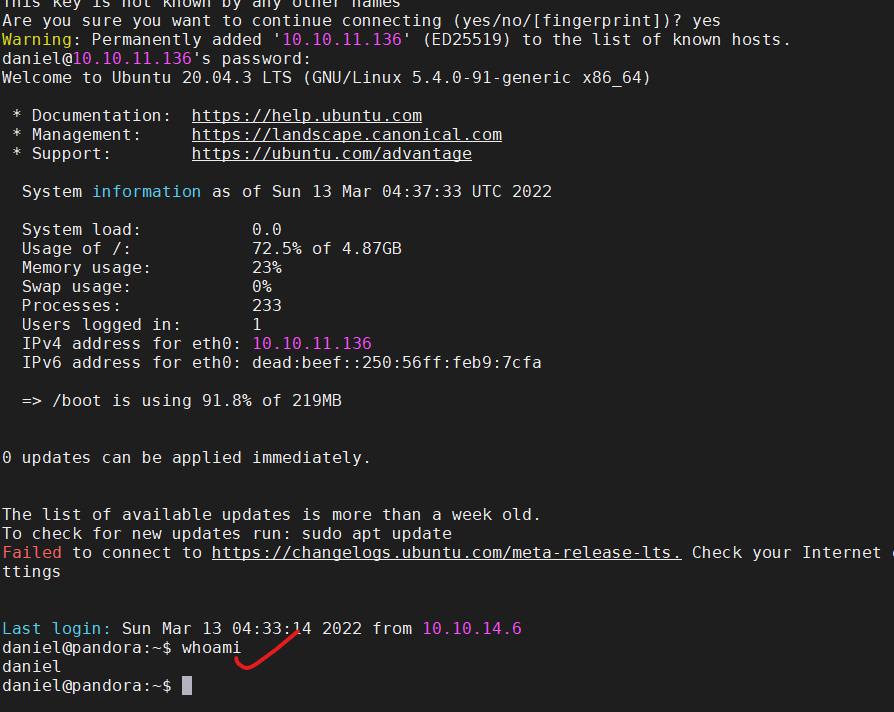 This key is not known by any other names
Are you sure you want to continue connecting (yes/no/[fingerprint])? yes
Warning: Permanently added '10.10.11.136' (ED25519) to the list of known hosts.
daniel@10.10.11.136's password:
Welcome to Ubuntu 20.04.3 LTS (GNU/Linux 5.4.0-91-generic x86_64)
* Documentation: https://help.ubuntu.com
* Management: https://landscape.canonical.com
* Support: https://ubuntu.com/advantage
System information as of Sun 13 Mar 04:37:33 UTC 2022
System load: 0.0
Usage of /: 72.5% of 4.87GB
Memory usage: 23%
Swap usage: 0%
Processes: 233
Users logged in: 1
IPv4 address for eth0: 10.10.11.136
IPv6 address for eth0: dead:beef::250:56ff:feb9:7cfa
=> /boot is using 91.8% of 219MB
0 updates can be applied immediately.
The list of available updates is more than a week old.
To check for new updates run: sudo apt update
Failed to connect to https://changelogs.ubuntu.com/meta-release-lts. Check your Internet
ttings
Last login: Sun Mar 13 04:33:14 2022 from 10.10.14.6
daniel@pandora:~$ whoami
daniel
daniel@pandora:~$